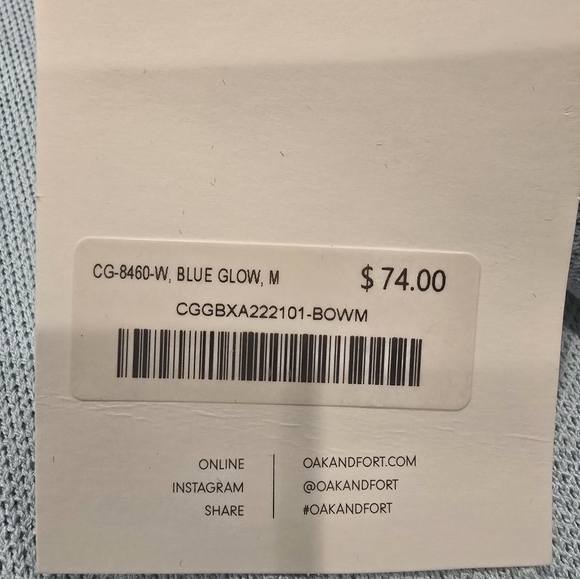 CG-8460-W, BLUE GLOW, M $74.00
CGGBXA222101-BOWM
ONLINE OAKANDFORT.COM
INSTAGRAM @OAKANDFORT
SHARE #OAKANDFORT